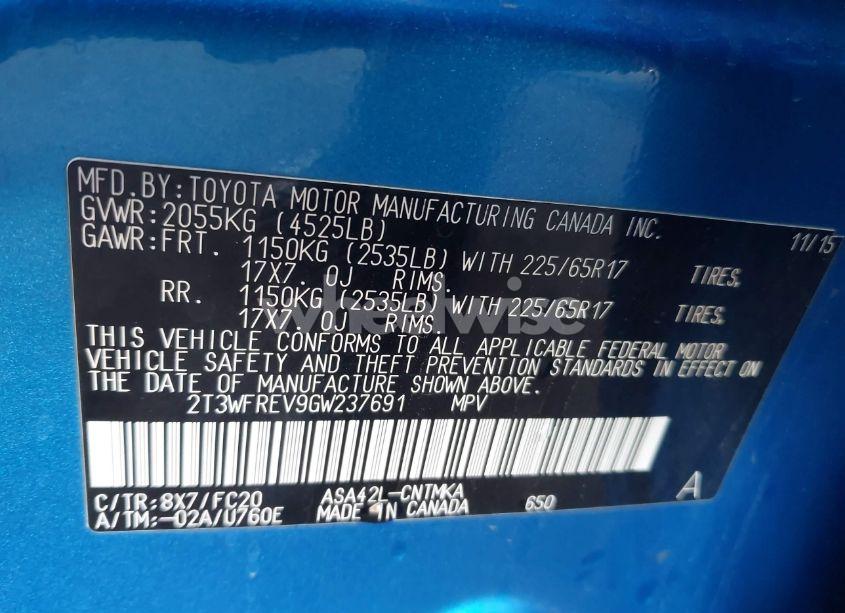 MFD.BY:TOYOTA MOTOR MANUFACTURING CANADA INC. 11/15
GVWR:2055KG (4525LB)
GAWR:FRT. 1150KG (2535LB) WITH 225/65R17 TIRES.
17X7. 0J RIMS.
RR. 1150KG (2535LB) WITH 225/65R17 TIRES.
17X7. 0J RIMS.
wheelwise
THIS VEHICLE CONFORMS TO ALL APPLICABLE FEDERAL MOTOR
VEHICLE SAFETY AND THEFT PREVENTION STANDARDS IN EFFECT ON
THE DATE OF MANUFACTURE SHOWN ABOVE.
2T3WFREV9GW237691 MPV
C/TR:8X7/FC20 ASA42L-CNTMKA 650 A
A/TM:-02A/U760E MADE IN CANADA